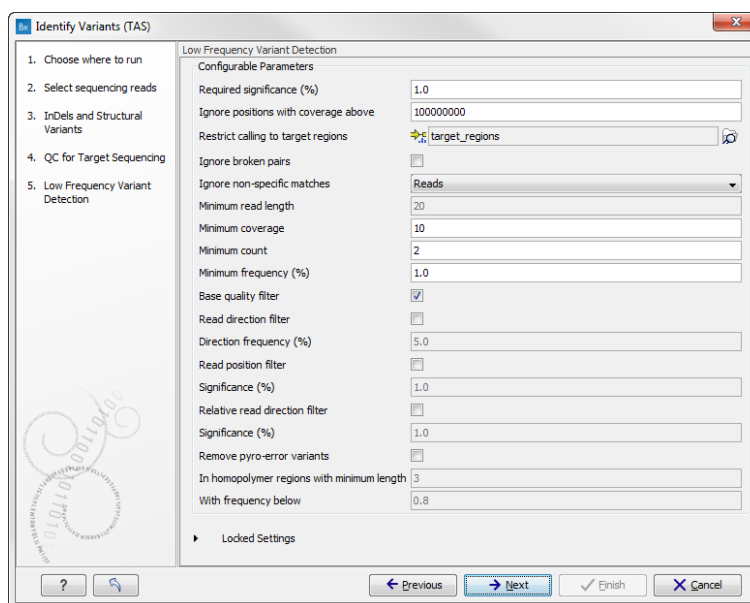 Bx Identify Variants (TAS)
1. Choose where to run
2. Select sequencing reads
3. InDels and Structural
Variants
4. QC for Target Sequencing
5. Low Frequency Variant
Detection
Low Frequency Variant Detection
Configurable Parameters
Required significance (%) 1.0
Ignore positions with coverage above 100000000
Restrict calling to target regions target_regions
Ignore broken pairs
Ignore non-specific matches Reads
Minimum read length 20
Minimum coverage 10
Minimum count 2
Minimum frequency (%) 1.0
Base quality filter
Read direction filter
Direction frequency (%) 5.0
Read position filter
Significance (%) 1.0
Relative read direction filter
Significance (%) 1.0
Remove pyro-error variants
In homopolymer regions with minimum length 3
With frequency below 0.8
Locked Settings
? Previous Next Finish Cancel